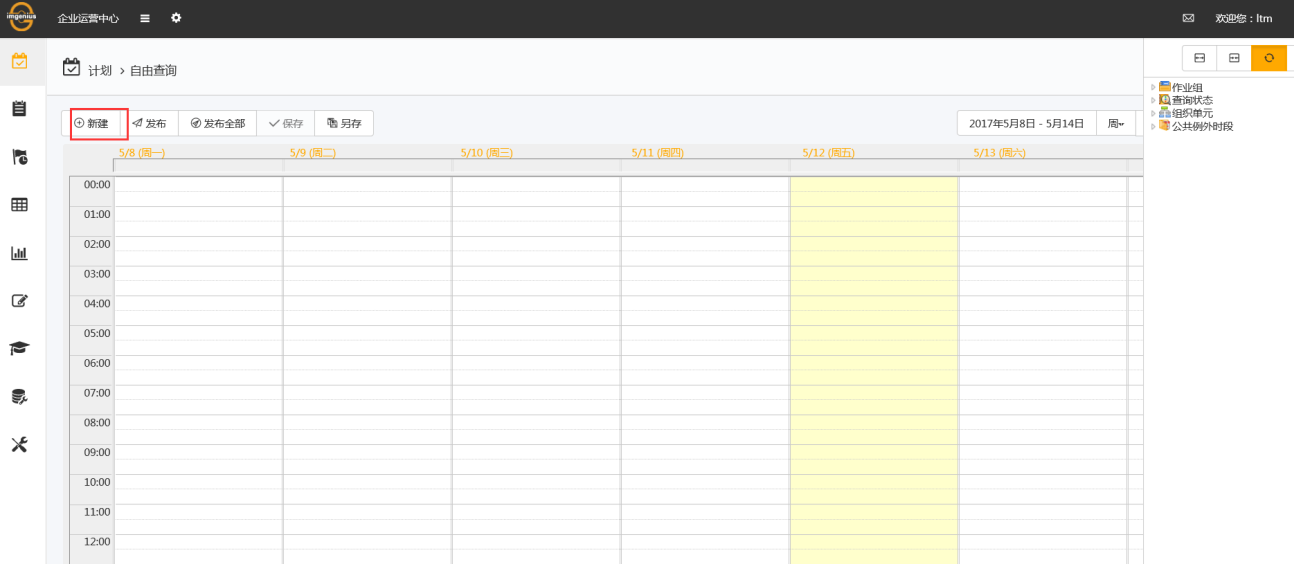 imgenius
企业运营中心
欢迎您：ltm
计划 › 自由查询
新建 发布 发布全部 保存 另存
2017年5月8日 - 5月14日 周
作业组
查询状态
组织单元
公共例外时段
5/8 (周一) 5/9 (周二) 5/10 (周三) 5/11 (周四) 5/12 (周五) 5/13 (周六)
00:00
01:00
02:00
03:00
04:00
05:00
06:00
07:00
08:00
09:00
10:00
11:00
12:00